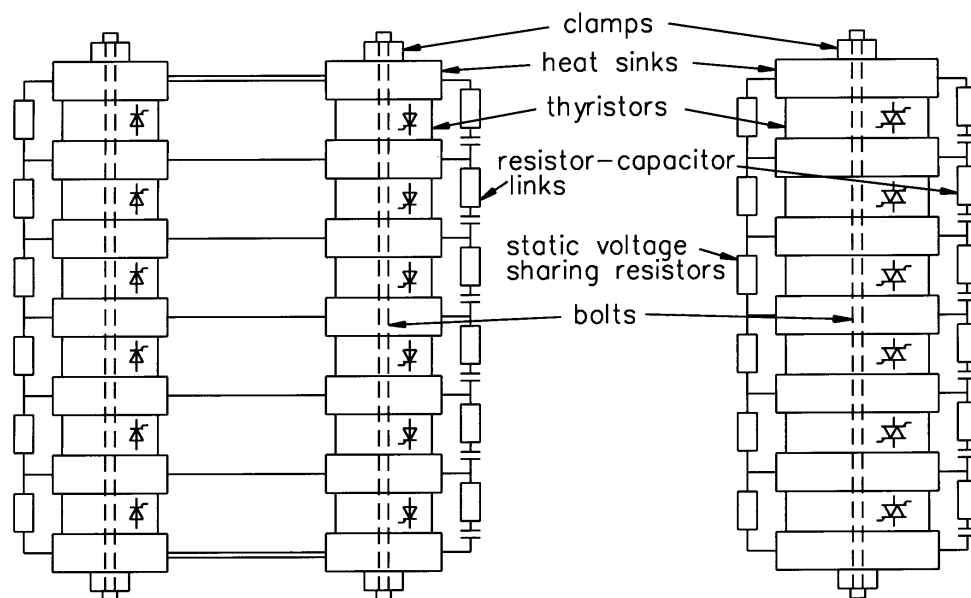 clamps
heat sinks
thyristors
resistor-capacitor
links
static voltage
sharing resistors
bolts